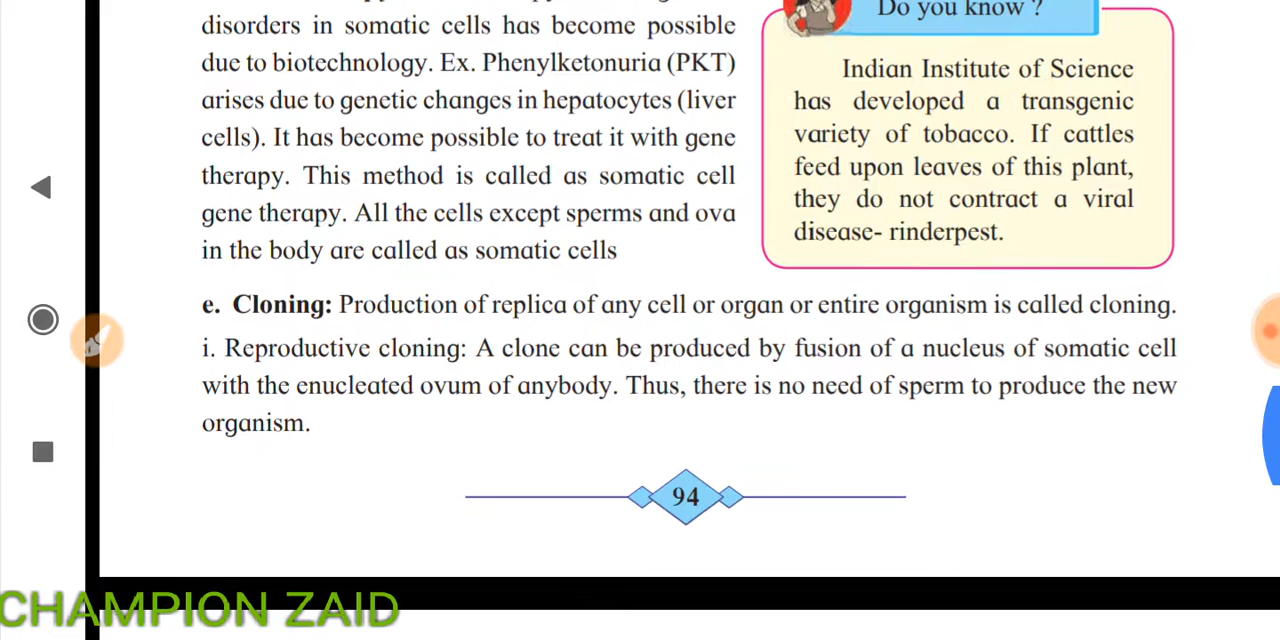 disorders in somatic cells has become possible
due to biotechnology. Ex. Phenylketonuria (PKT)
arises due to genetic changes in hepatocytes (liver
cells). It has become possible to treat it with gene
therapy. This method is called as somatic cell
gene therapy. All the cells except sperms and ova
in the body are called as somatic cells
Do you know ?
Indian Institute of Science
has developed a transgenic
variety of tobacco. If cattles
feed upon leaves of this plant,
they do not contract a viral
disease- rinderpest.
e. Cloning: Production of replica of any cell or organ or entire organism is called cloning.
i. Reproductive cloning: A clone can be produced by fusion of a nucleus of somatic cell
with the enucleated ovum of anybody. Thus, there is no need of sperm to produce the new
organism.
94
CHAMPION ZAID